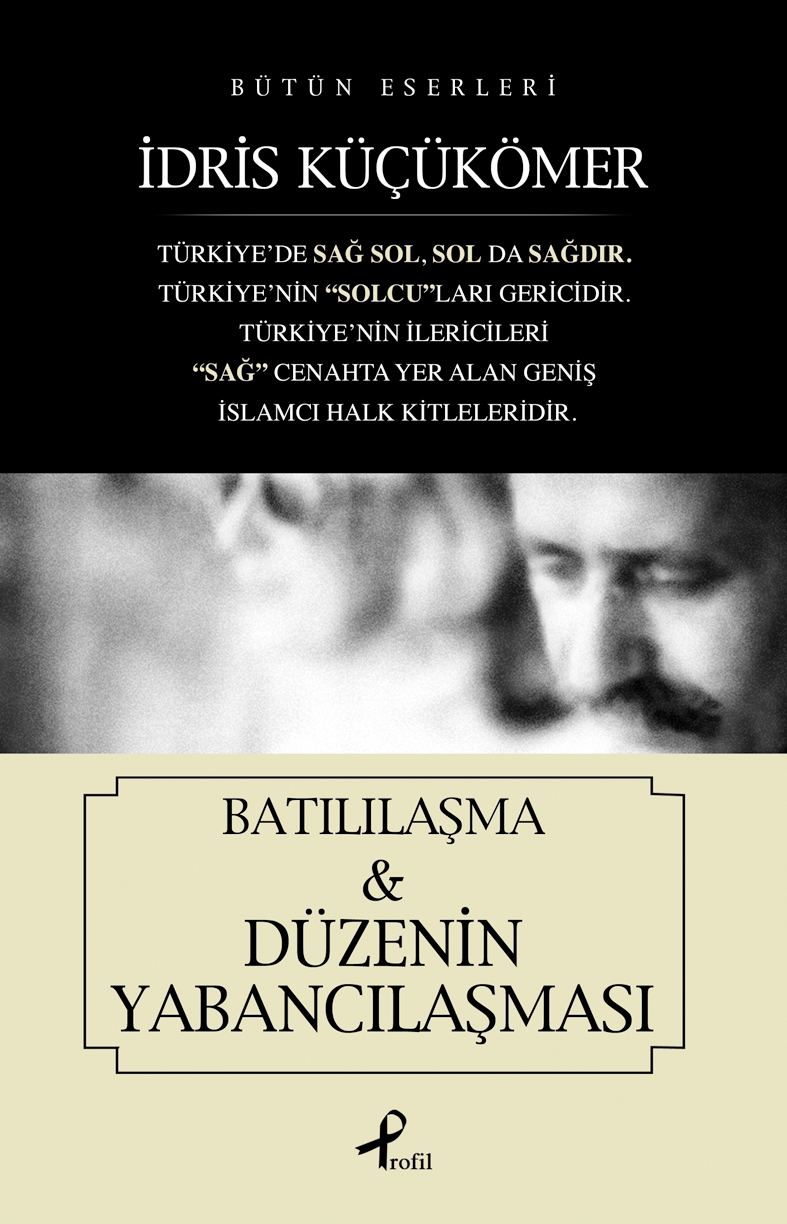 BÜTÜN ESERLERİ
İDRİS KÜÇÜKÖMER
TÜRKİYE’DE SAĞ SOL, SOL DA SAĞDIR.
TÜRKİYE’NİN “SOLCU”LARI GERİCİDİR.
TÜRKİYE’NİN İLERİCİLERİ
“SAĞ” CENAHTA YER ALAN GENİŞ
İSLAMCI HALK KİTLELERİDİR.
BATILILAŞMA
&
DÜZENİN
YABANCILAŞMASI
Profil